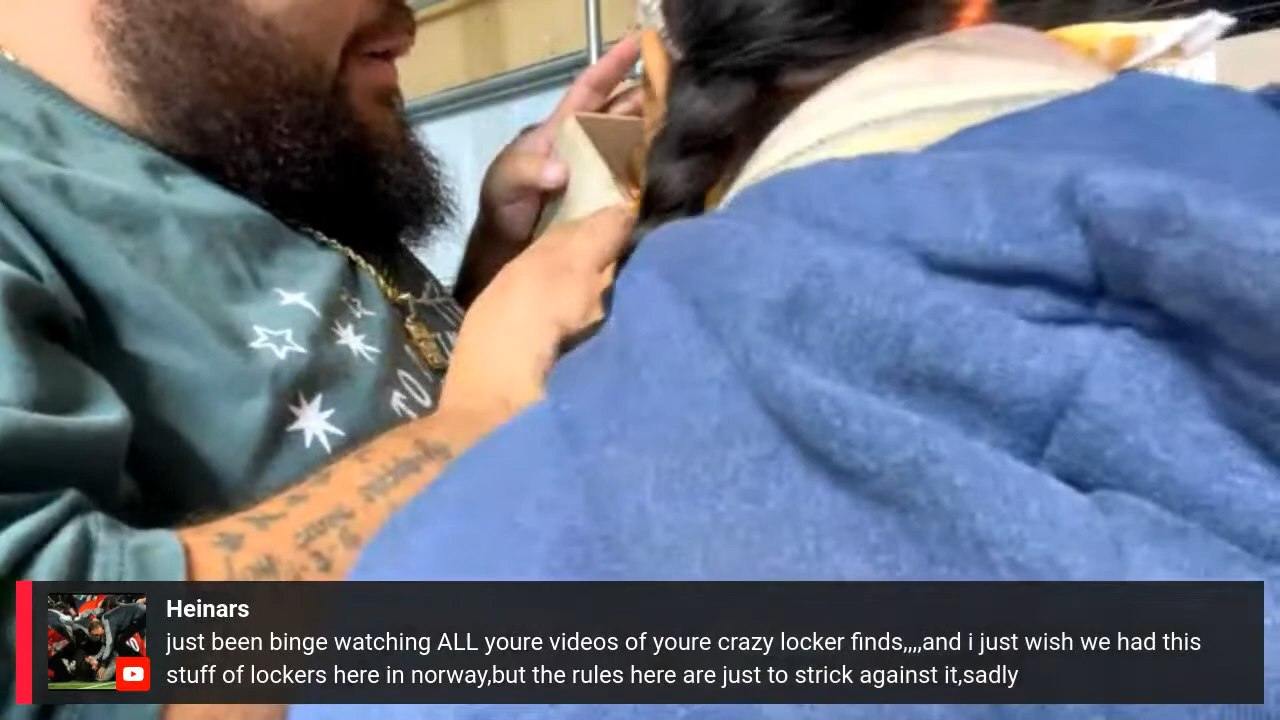 TO
Heinars
just been binge watching ALL youre videos of youre crazy locker finds,,,,and i just wish we had this
stuff of lockers here in norway,but the rules here are just to strick against it,sadly